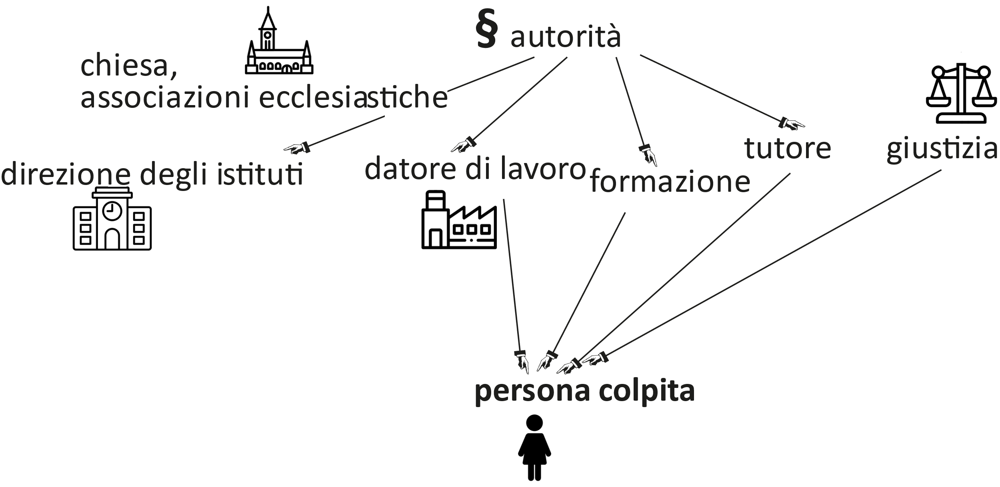 § autorità
chiesa,
associazioni ecclesiastiche
tutore
giustizia
direzione degli istituti
datore di lavoro
formazione
persona colpita